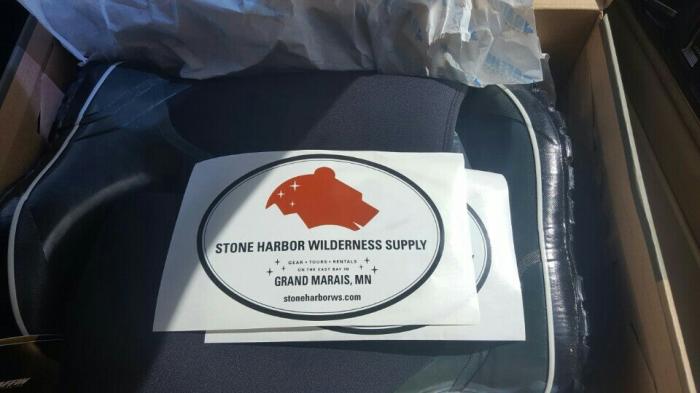 STONE HARBOR WILDERNESS SUPPLY
GEAR • TOURS • RENTALS
ON THE EAST BAY IN
GRAND MARAIS, MN
stoneharborws.com